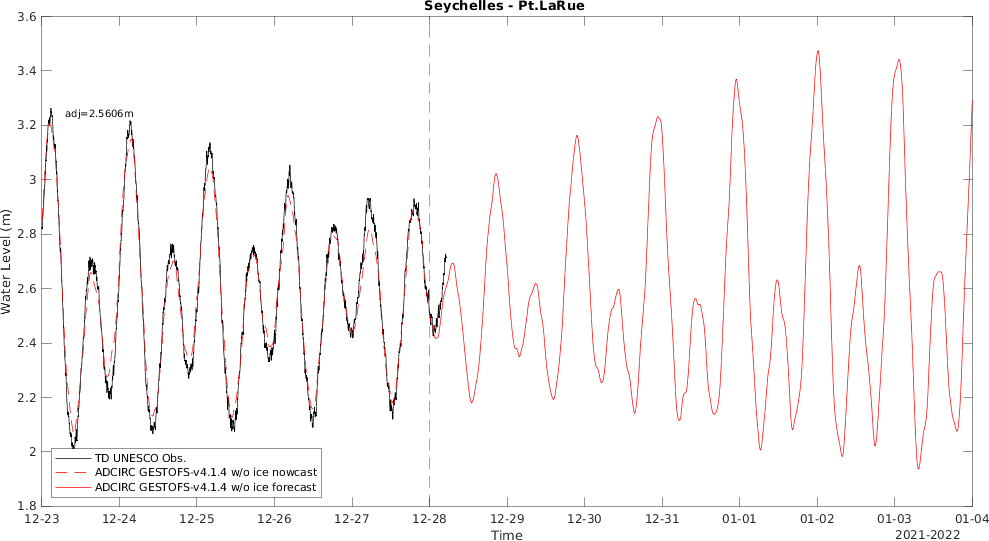 Seychelles - Pt.LaRue
3.6
3.4
3.2
3
2.8
2.6
2.4
2.2
2
1.8
Water Level (m)
adj=2.5606m
TD UNESCO Obs.
ADCIRC GESTOFS-v4.1.4 w/o ice nowcast
ADCIRC GESTOFS-v4.1.4 w/o ice forecast
12-23 12-24 12-25 12-26 12-27 12-28 12-29 12-30 12-31 01-01 01-02 01-03 01-04
Time
2021-2022